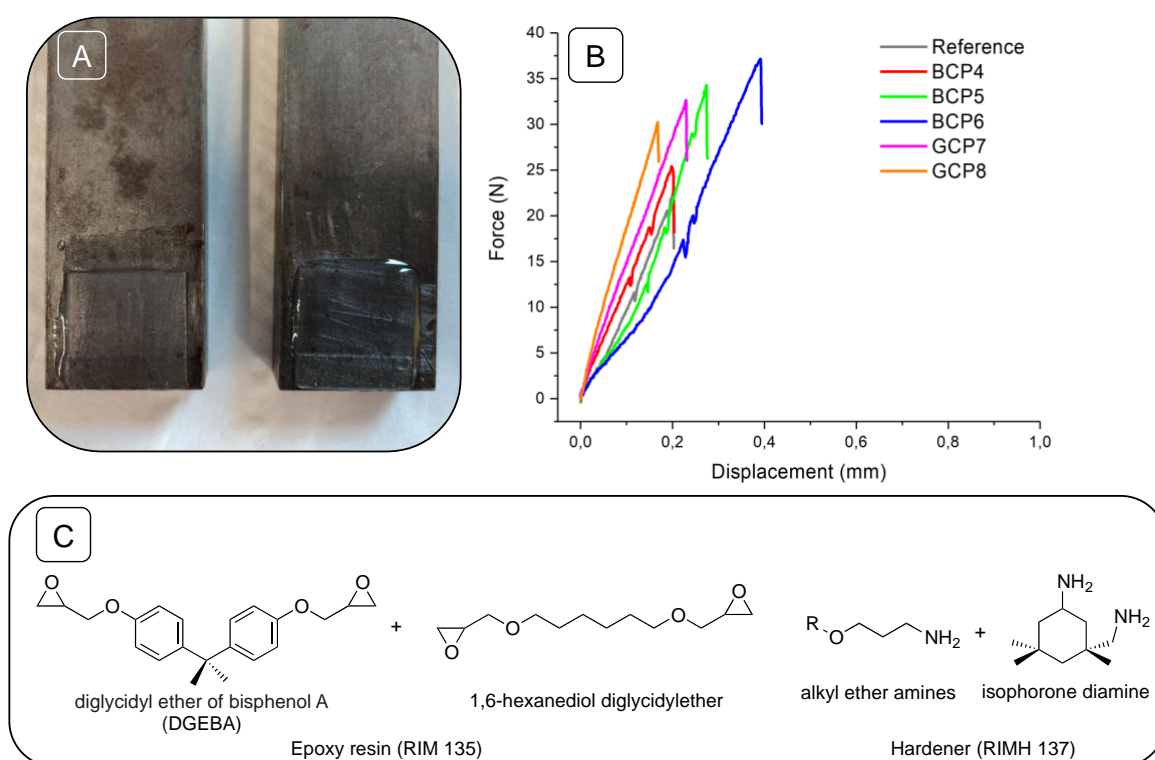 A
B
40
35
30
25
20
15
10
5
0
Force (N)
0,0
0,2
0,4
0,6
0,8
1,0
Displacement (mm)
Reference
BCP4
BCP5
BCP6
GCP7
GCP8
C
O
O
O
O
+
O
O
O
O
R
O
NH2
+
NH2
NH2
diglycidyl ether of bisphenol A
(DGEBA)
1,6-hexanediol diglycidylether
alkyl ether amines
isophorone diamine
Epoxy resin (RIM 135)
Hardener (RIMH 137)